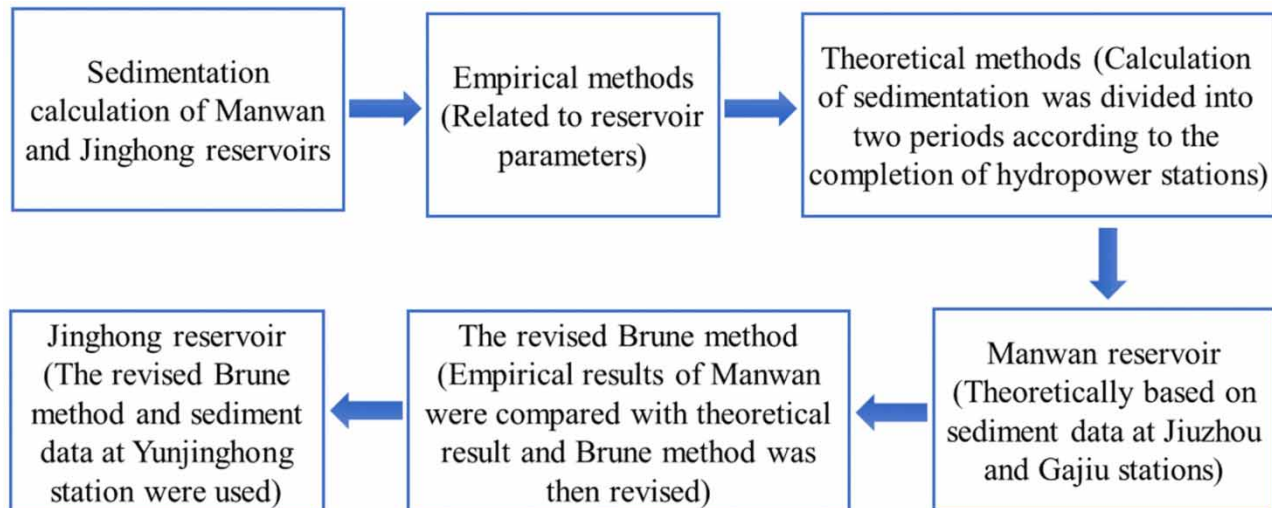 Sedimentation
calculation of Manwan
and Jinghong reservoirs
Empirical methods
(Related to reservoir
parameters)
Theoretical methods (Calculation
of sedimentation was divided into
two periods according to the
completion of hydropower stations)
Manwan reservoir
(Theoretically based on
sediment data at Jiuzhou
and Gajiu stations)
The revised Brune method
(Empirical results of Manwan
were compared with theoretical
result and Brune method was
then revised)
Jinghong reservoir
(The revised Brune
method and sediment
data at Yunjinghong
station were used)